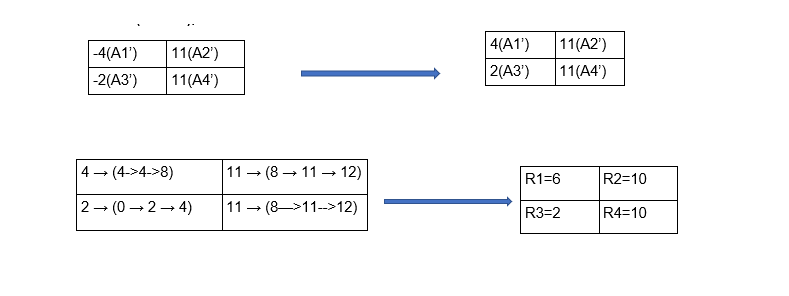 -4(A1’) 11(A2’)
-2(A3’) 11(A4’)
4(A1’) 11(A2’)
2(A3’) 11(A4’)
4 → (4->4->8) 11 → (8 → 11 → 12)
2 → (0 → 2 → 4) 11 → (8—>11-->12)
R1=6 R2=10
R3=2 R4=10